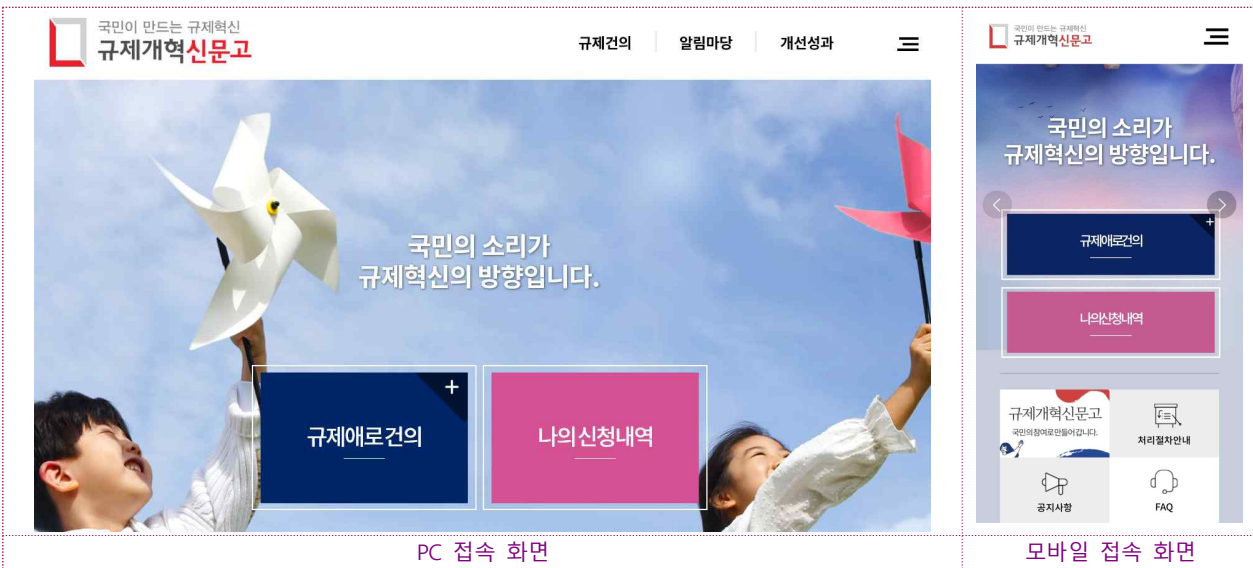 국민이 만드는 규제혁신
규제개혁신문고
규제건의
알림마당
개선성과
국민의 소리가
규제혁신의 방향입니다.
+
규제애로건의
나의신청내역
PC 접속 화면
국민이 만드는 규제혁신
규제개혁신문고
국민의 소리가
규제혁신의 방향입니다.
+
규제애로건의
나의신청내역
규제개혁신문고
국민의참여로만들어갑니다.
처리절차안내
공지사항
FAQ
모바일 접속 화면